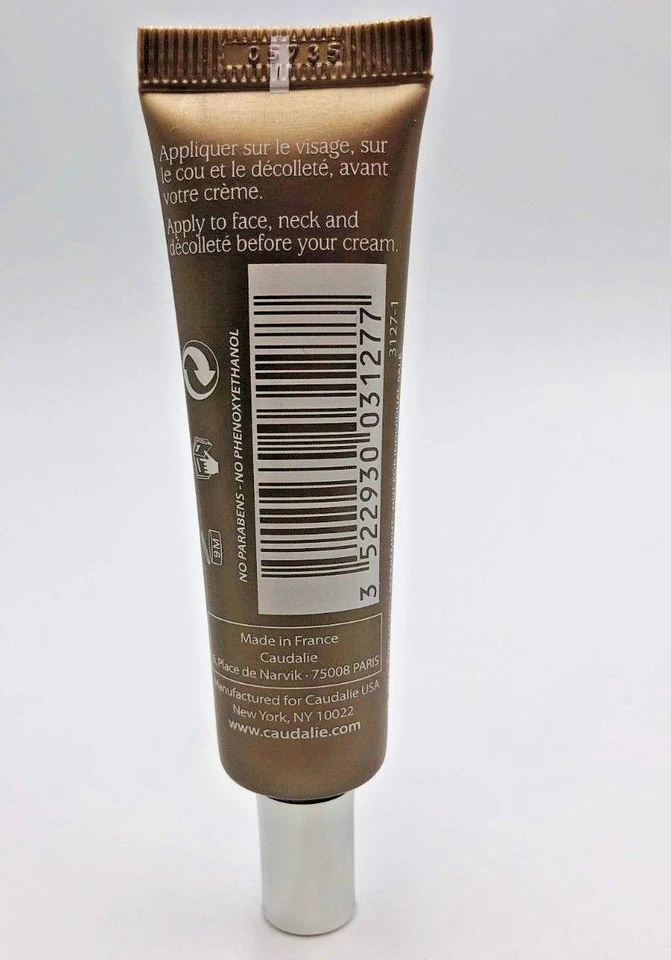 05735
Appliquer sur le visage, sur
le cou et le décolleté, avant
votre crème.
Apply to face, neck and
décolleté before your cream.
NO PARABENS - NO PHENOXYETHANOL
9M
3 522930 031277
3127-1
Made in France
Caudalie
Place de Narvik · 75008 PARIS
Manufactured for Caudalie USA
New York, NY 10022
www.caudalie.com